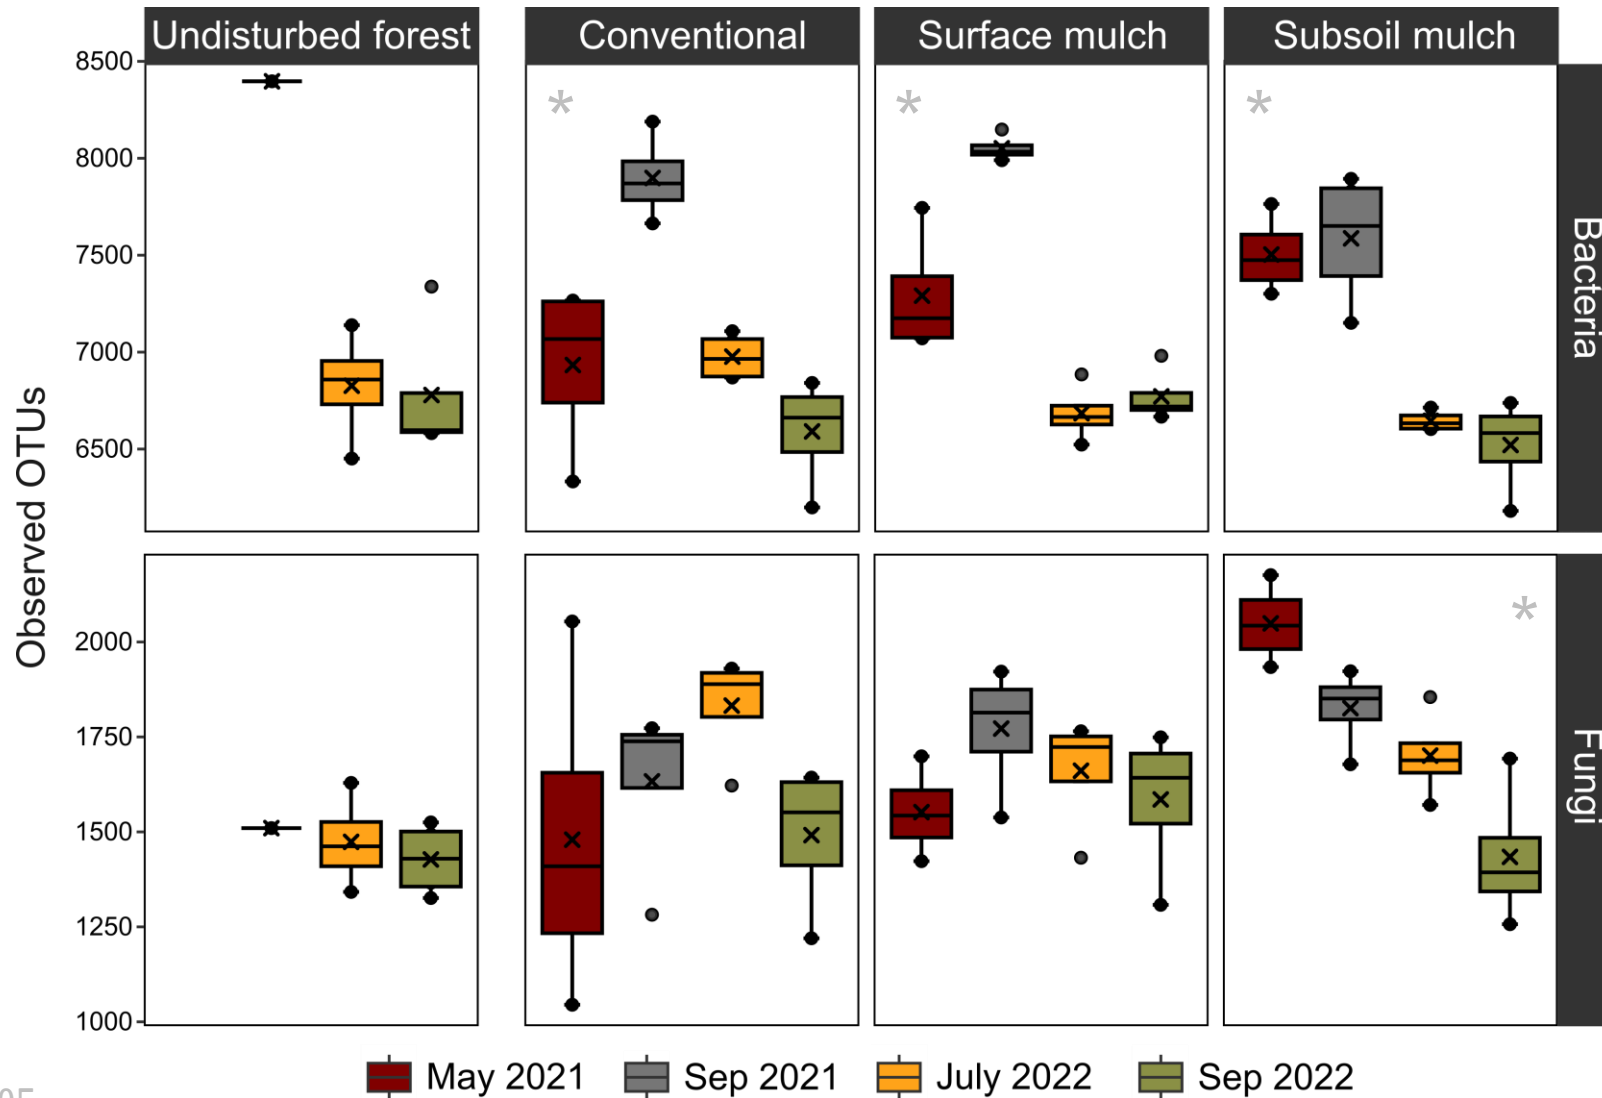 Undisturbed forest
Conventional
Surface mulch
Subsoil mulch
8500
8000
7500
7000
6500
Bacteria
*
*
*
Observed OTUs
2000
1750
1500
1250
1000
Fungi
*
May 2021
Sep 2021
July 2022
Sep 2022